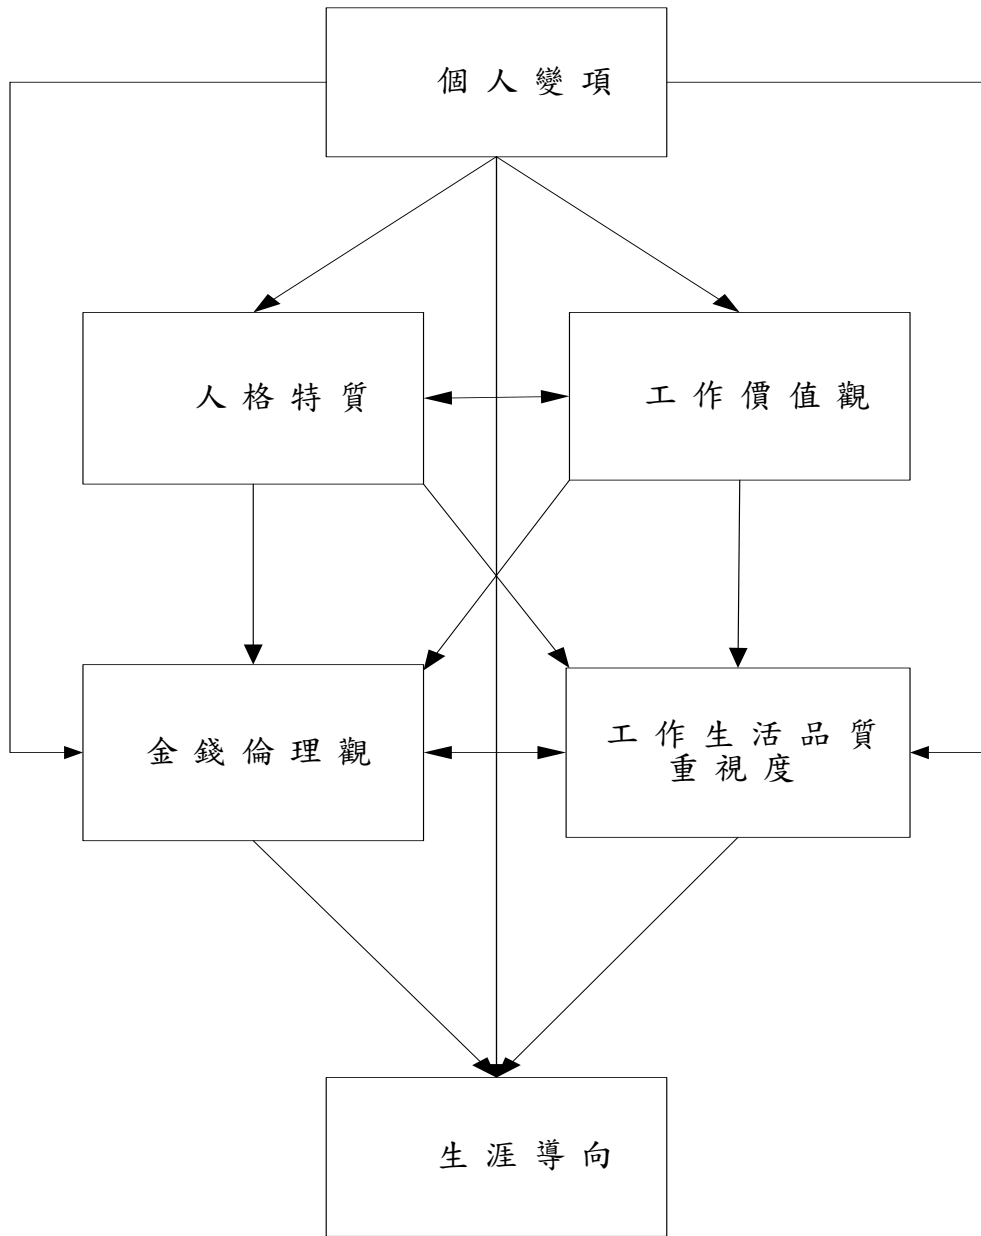 個人變項
人格特質
工作價值觀
金錢倫理觀
工作生活品質
重視度
生涯導向